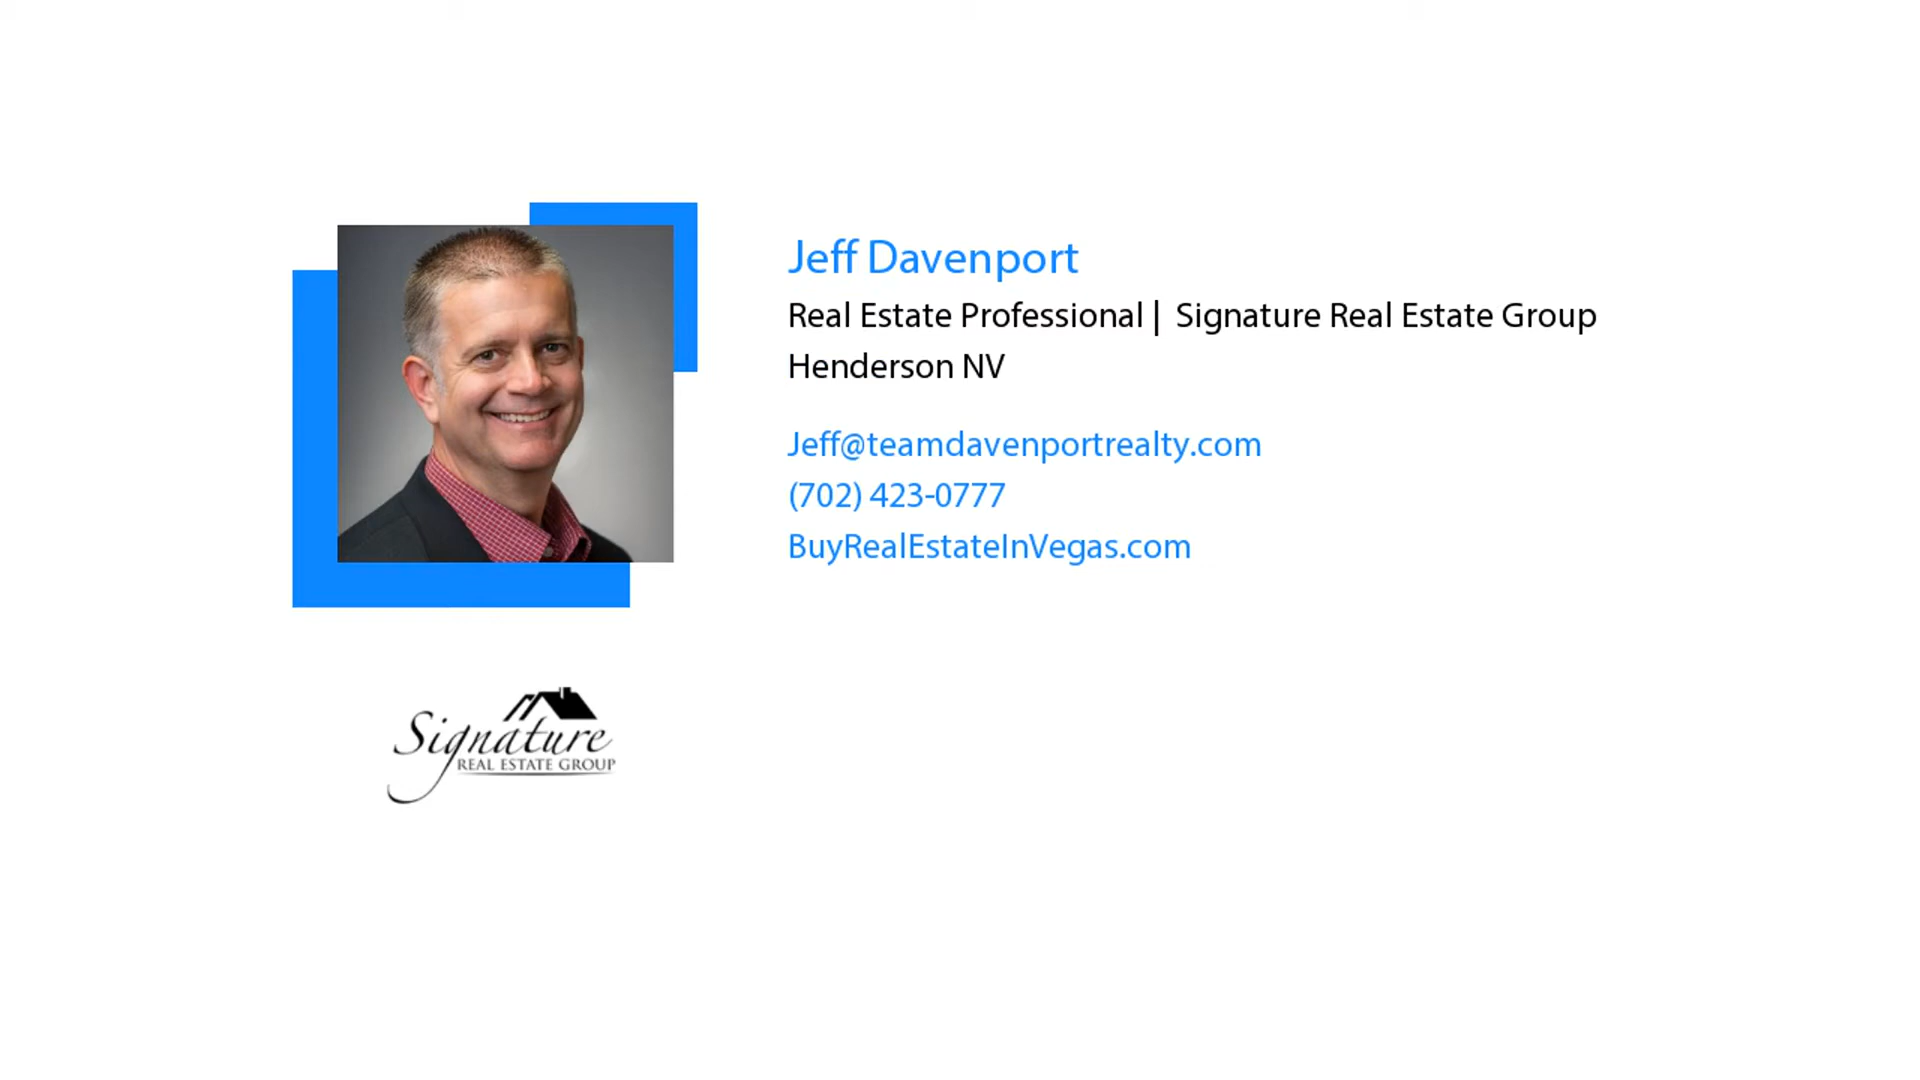 Jeff Davenport
Real Estate Professional | Signature Real Estate Group
Henderson NV
Jeff@teamdavenportrealty.com
(702) 423-0777
BuyRealEstateInVegas.com
Signature
REAL ESTATE GROUP